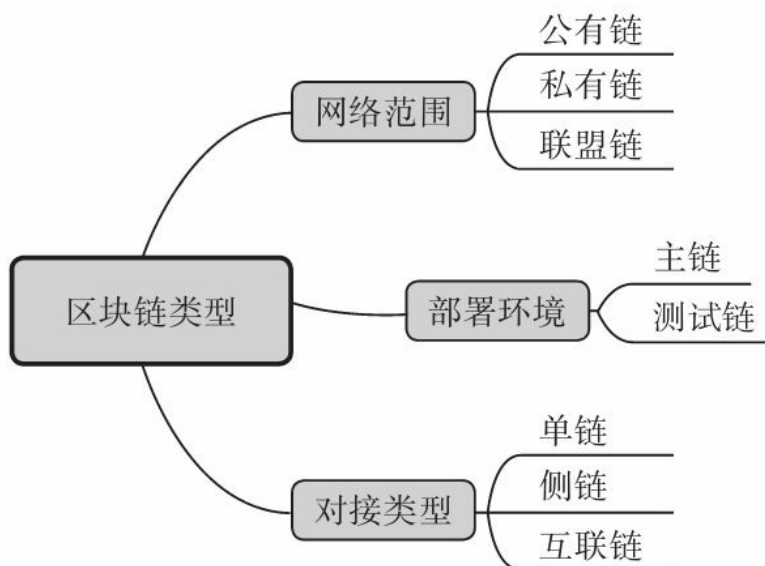 区块链类型
网络范围
公有链
私有链
联盟链
部署环境
主链
测试链
对接类型
单链
侧链
互联链